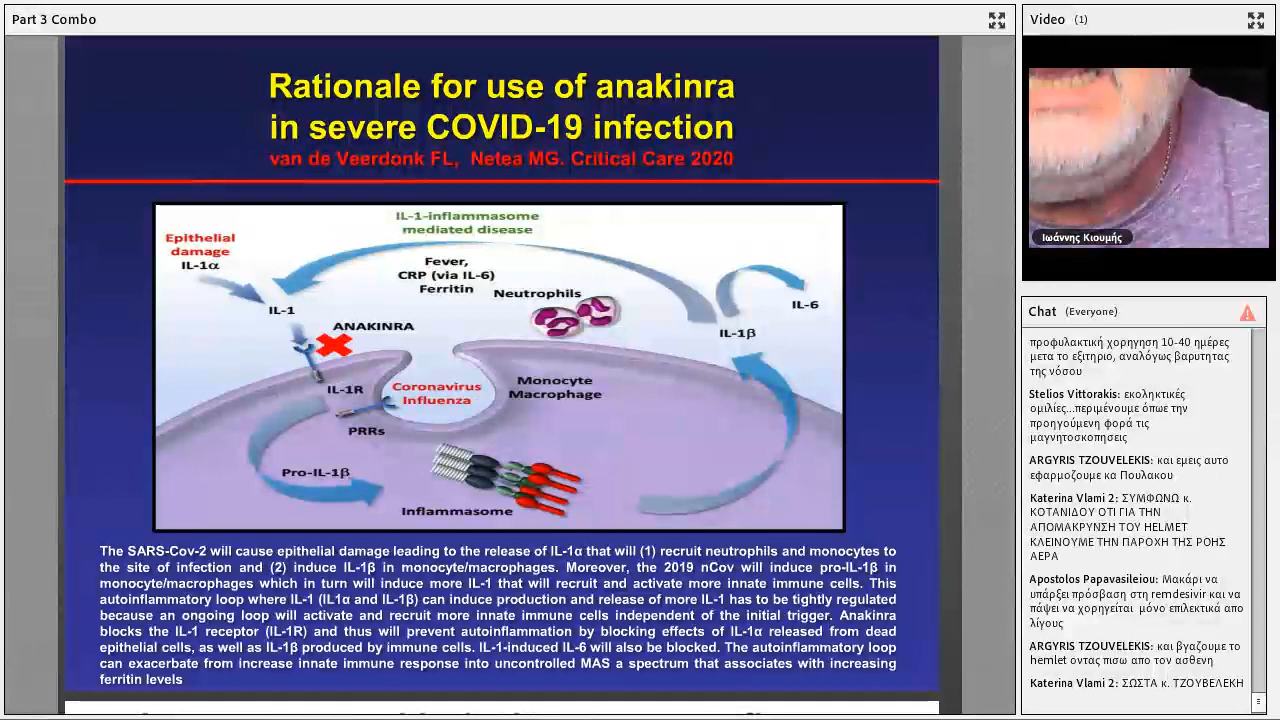 Part 3 Combo
Rationale for use of anakinra
in severe COVID-19 infection
van de Veerdonk FL, Netea MG. Critical Care 2020
IL-1-inflammasome
mediated disease
Epithelial
damage
IL-1α
Fever,
CRP (via IL-6)
Ferritin
Neutrophils
IL-6
IL-1
ANAKINRA
IL-1β
IL-1R
Coronavirus
Influenza
Monocyte
Macrophage
PRRs
Pro-IL-1β
Inflammasome
The SARS-Cov-2 will cause epithelial damage leading to the release of IL-1α that will (1) recruit neutrophils and monocytes to
the site of infection and (2) induce IL-1β in monocyte/macrophages. Moreover, the 2019 nCov will induce pro-IL-1β in
monocyte/macrophages which in turn will induce more IL-1 that will recruit and activate more innate immune cells. This
autoinflammatory loop where IL-1 (IL1α and IL-1β) can induce production and release of more IL-1 has to be tightly regulated
because an ongoing loop will activate and recruit more innate immune cells independent of the initial trigger. Anakinra
blocks the IL-1 receptor (IL-1R) and thus will prevent autoinflammation by blocking effects of IL-1α released from dead
epithelial cells, as well as IL-1β produced by immune cells. IL-1-induced IL-6 will also be blocked. The autoinflammatory loop
can exacerbate from increase innate immune response into uncontrolled MAS a spectrum that associates with increasing
ferritin levels
Video (1)
Ιωάννης Κιουμής
Chat (Everyone)
προφυλακτική χορηγηση 10-40 ημέρες
μετα το εξιτηριο, αναλόγως βαρυτητας
της νόσου
Stelios Vittorakis: εκοληκτικές
ομιλίες...περιμένουμε όπωε την
προηγούμενη φορά τις
μαγνητοσκοπησεις
ARGYRIS TZOUVELEKIS: και εμεις αυτο
εφαρμοζουμε κα Πουλακου
Katerina Vlami 2: ΣΥΜΦΩΝΩ κ.
ΚΟΤΑΝΙΔΟΥ ΟΤΙ ΓΙΑ ΤΗΝ
ΑΠΟΜΑΚΡΥΝΣΗ ΤΟΥ HELMET
ΚΛΕΙΝΟΥΜΕ ΤΗΝ ΠΑΡΟΧΗ ΤΗΣ ΡΟΗΣ
ΑΕΡΑ
Apostolos Papavasileiou: Μακάρι να
υπάρξει πρόσβαση στη remdesivir και να
πάψει να χορηγείται μόνο επιλεκτικά απο
λίγους
ARGYRIS TZOUVELEKIS: και βγαζουμε το
hemlet οντας πισω απο τον ασθενη
Katerina Vlami 2: ΣΩΣΤΑ κ. ΤΖΟΥΒΕΛΕΚΗ